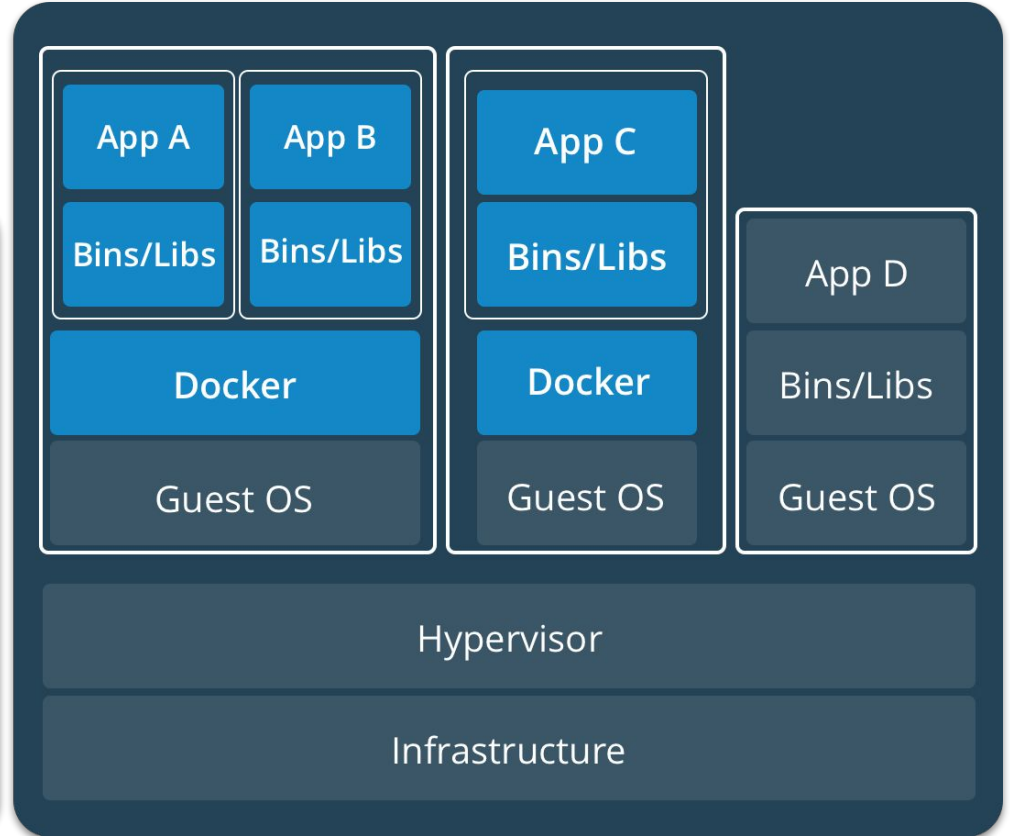 App A
App B
App C
Bins/Libs
Bins/Libs
Bins/Libs
App D
Docker
Docker
Bins/Libs
Guest OS
Guest OS
Guest OS
Hypervisor
Infrastructure